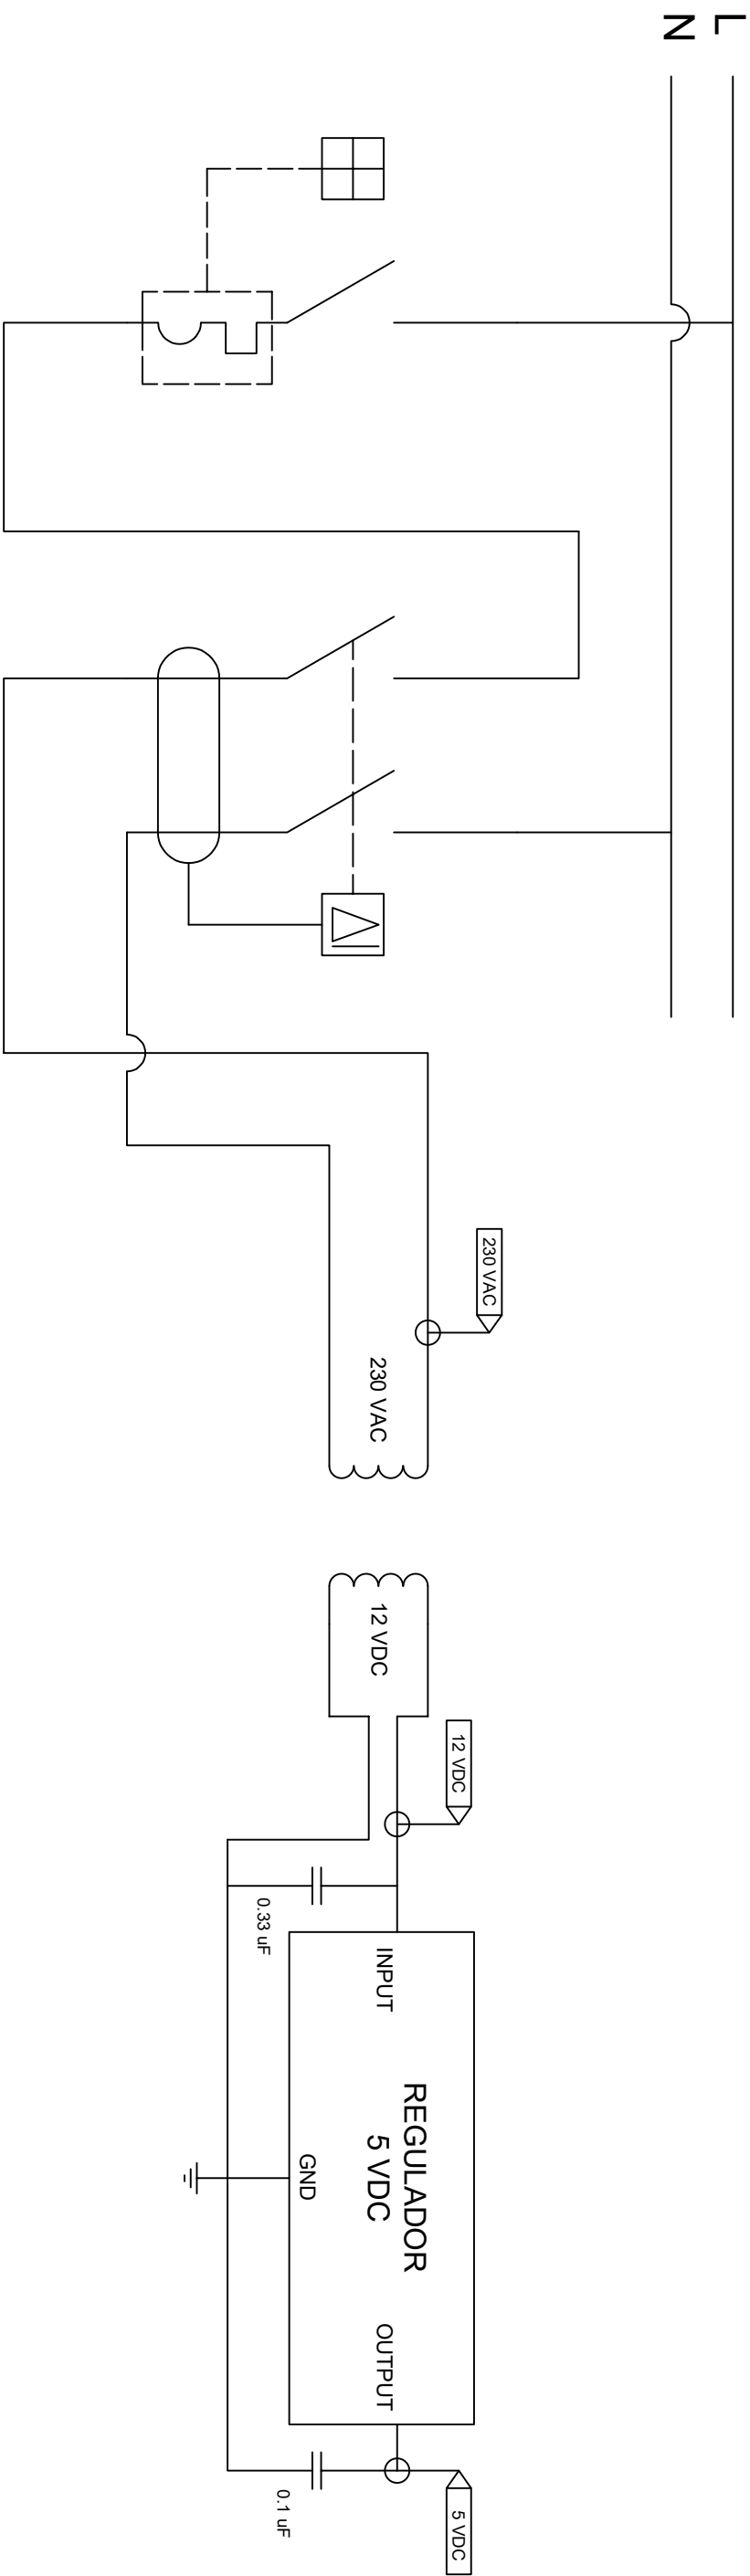 L
N
230 VAC
230 VAC
12 VDC
12 VDC
0.33 uF
INPUT
REGULADOR
5 VDC
GND
OUTPUT
0.1 uF
5 VDC